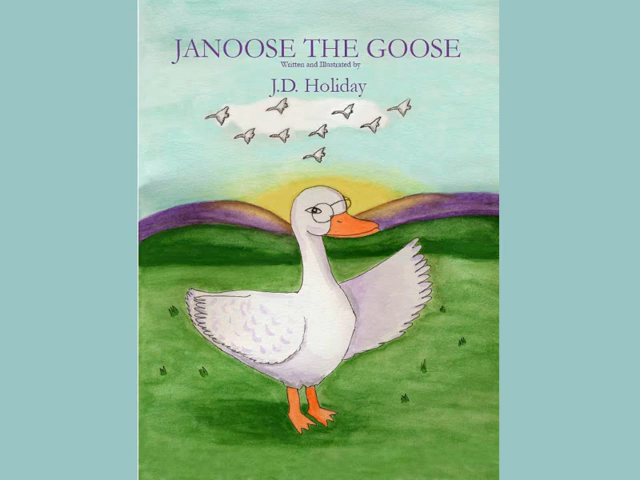 JANOOSE THE GOOSE
Written and Illustrated by
J.D. Holiday